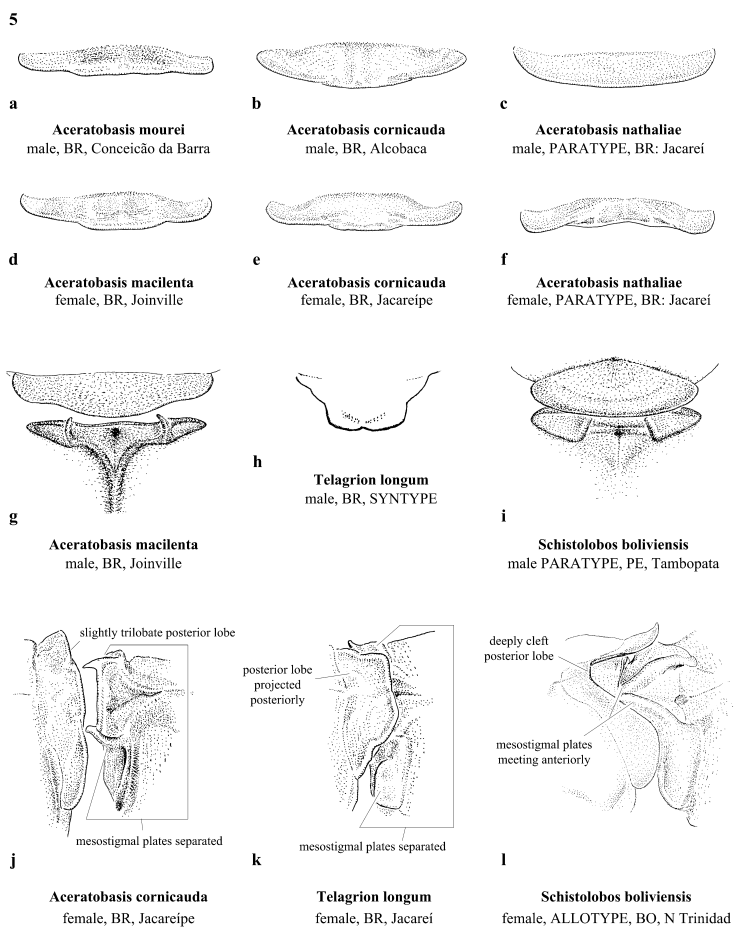 5
a
b
c
Aceratobasis mourei
male, BR, Conceicão da Barra
Aceratobasis cornicauda
male, BR, Alcobaca
Aceratobasis nathaliae
male, PARATYPE, BR: Jacareí
d
e
f
Aceratobasis macilenta
female, BR, Joinville
Aceratobasis cornicauda
female, BR, Jacareípe
Aceratobasis nathaliae
female, PARATYPE, BR: Jacareí
h
Telagrion longum
male, BR, SYNTYPE
g
i
Aceratobasis macilenta
male, BR, Joinville
Schistolobos boliviensis
male PARATYPE, PE, Tambopata
slightly trilobate posterior lobe
mesostigmal plates separated
posterior lobe
projected
posteriorly
mesostigmal plates separated
deeply cleft
posterior lobe
mesostigmal plates
meeting anteriorly
j
k
l
Aceratobasis cornicauda
female, BR, Jacareípe
Telagrion longum
female, BR, Jacareí
Schistolobos boliviensis
female, ALLOTYPE, BO, N Trinidad